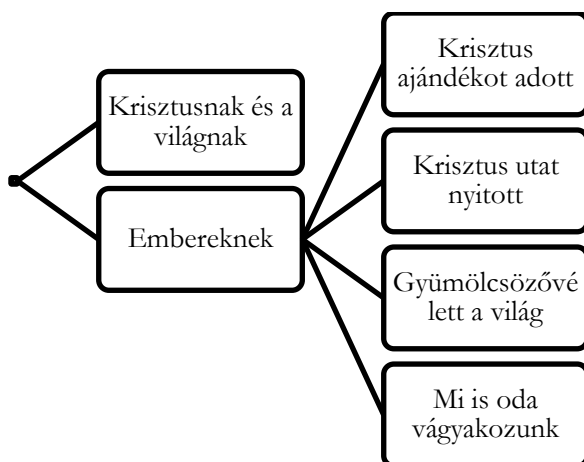 Krisztusnak és a
világnak
Embereknek
Krisztus
ajándékot adott
Krisztus utat
nyitott
Gyümölcsözővé
lett a világ
Mi is oda
vágyakozunk